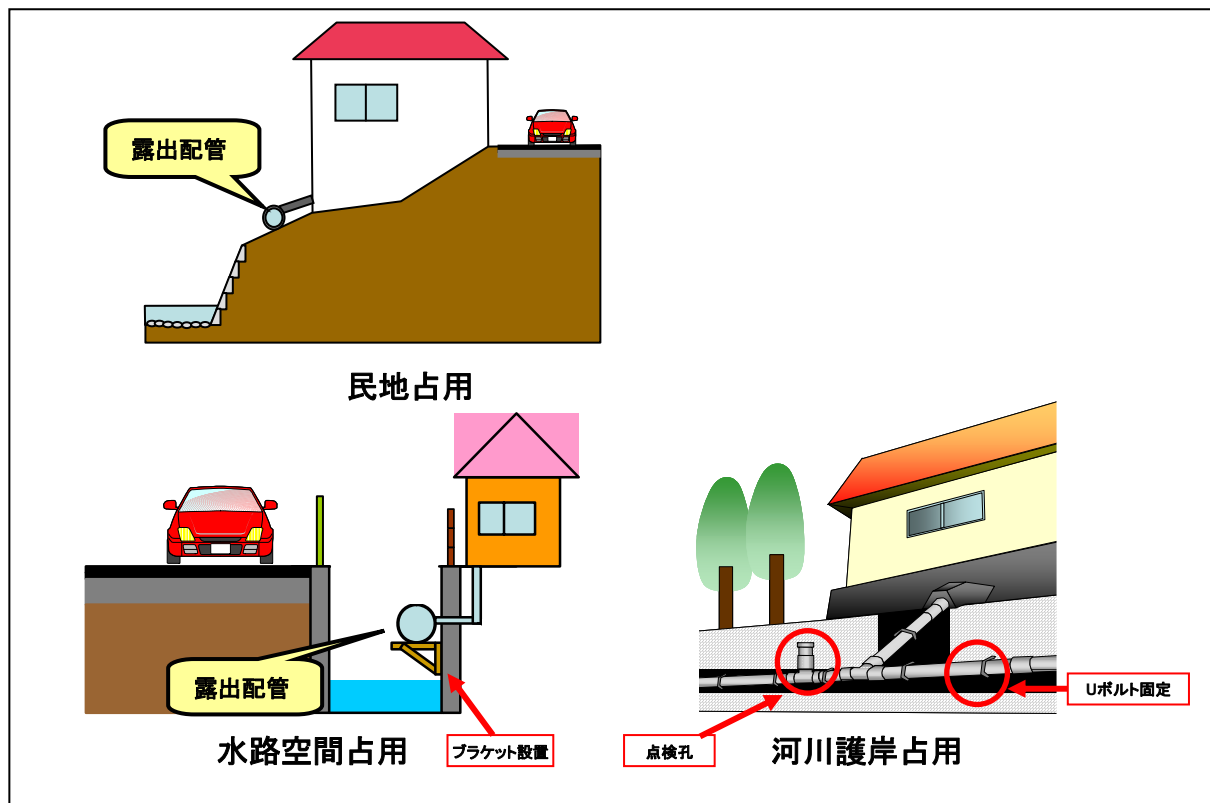 露出配管
民地占用
露出配管
水路空間占用
ブラケット設置
点検孔
Uボルト固定
河川護岸占用